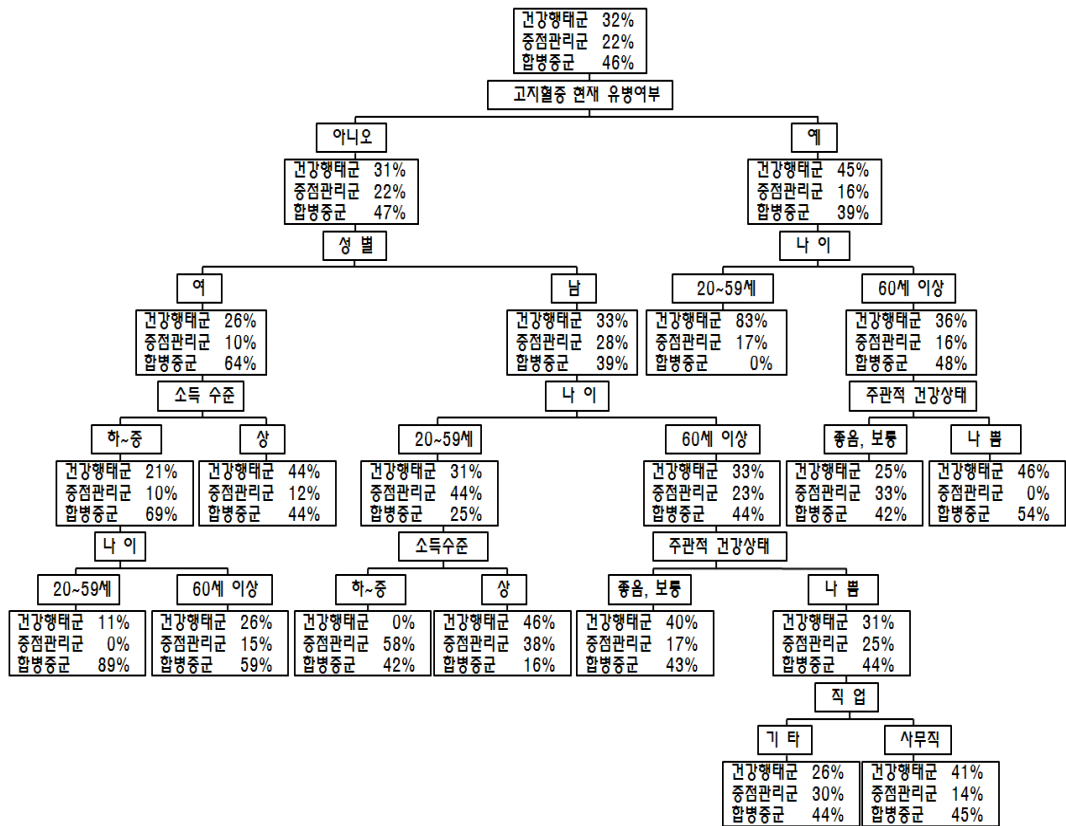 건강행태군 32%
중점관리군 22%
합병증군 46%
고지혈증 현재 유병여부
아니오
예
건강행태군 31%
중점관리군 22%
합병증군 47%
건강행태군 45%
중점관리군 16%
합병증군 39%
성 별
나 이
여
남
20~59세
60세 이상
건강행태군 26%
중점관리군 10%
합병증군 64%
건강행태군 33%
중점관리군 28%
합병증군 39%
건강행태군 83%
중점관리군 17%
합병증군 0%
건강행태군 36%
중점관리군 16%
합병증군 48%
소득 수준
나 이
주관적 건강상태
하~중
상
20~59세
60세 이상
좋음, 보통
나 쁨
건강행태군 21%
중점관리군 10%
합병증군 69%
건강행태군 44%
중점관리군 12%
합병증군 44%
건강행태군 31%
중점관리군 44%
합병증군 25%
건강행태군 33%
중점관리군 23%
합병증군 44%
건강행태군 25%
중점관리군 33%
합병증군 42%
건강행태군 46%
중점관리군 0%
합병증군 54%
나 이
소득수준
주관적 건강상태
20~59세
60세 이상
하~중
상
좋음, 보통
나 쁨
건강행태군 11%
중점관리군 0%
합병증군 89%
건강행태군 26%
중점관리군 15%
합병증군 59%
건강행태군 0%
중점관리군 58%
합병증군 42%
건강행태군 46%
중점관리군 38%
합병증군 16%
건강행태군 40%
중점관리군 17%
합병증군 43%
건강행태군 31%
중점관리군 25%
합병증군 44%
직 업
기 타
사무직
건강행태군 26%
중점관리군 30%
합병증군 44%
건강행태군 41%
중점관리군 14%
합병증군 45%